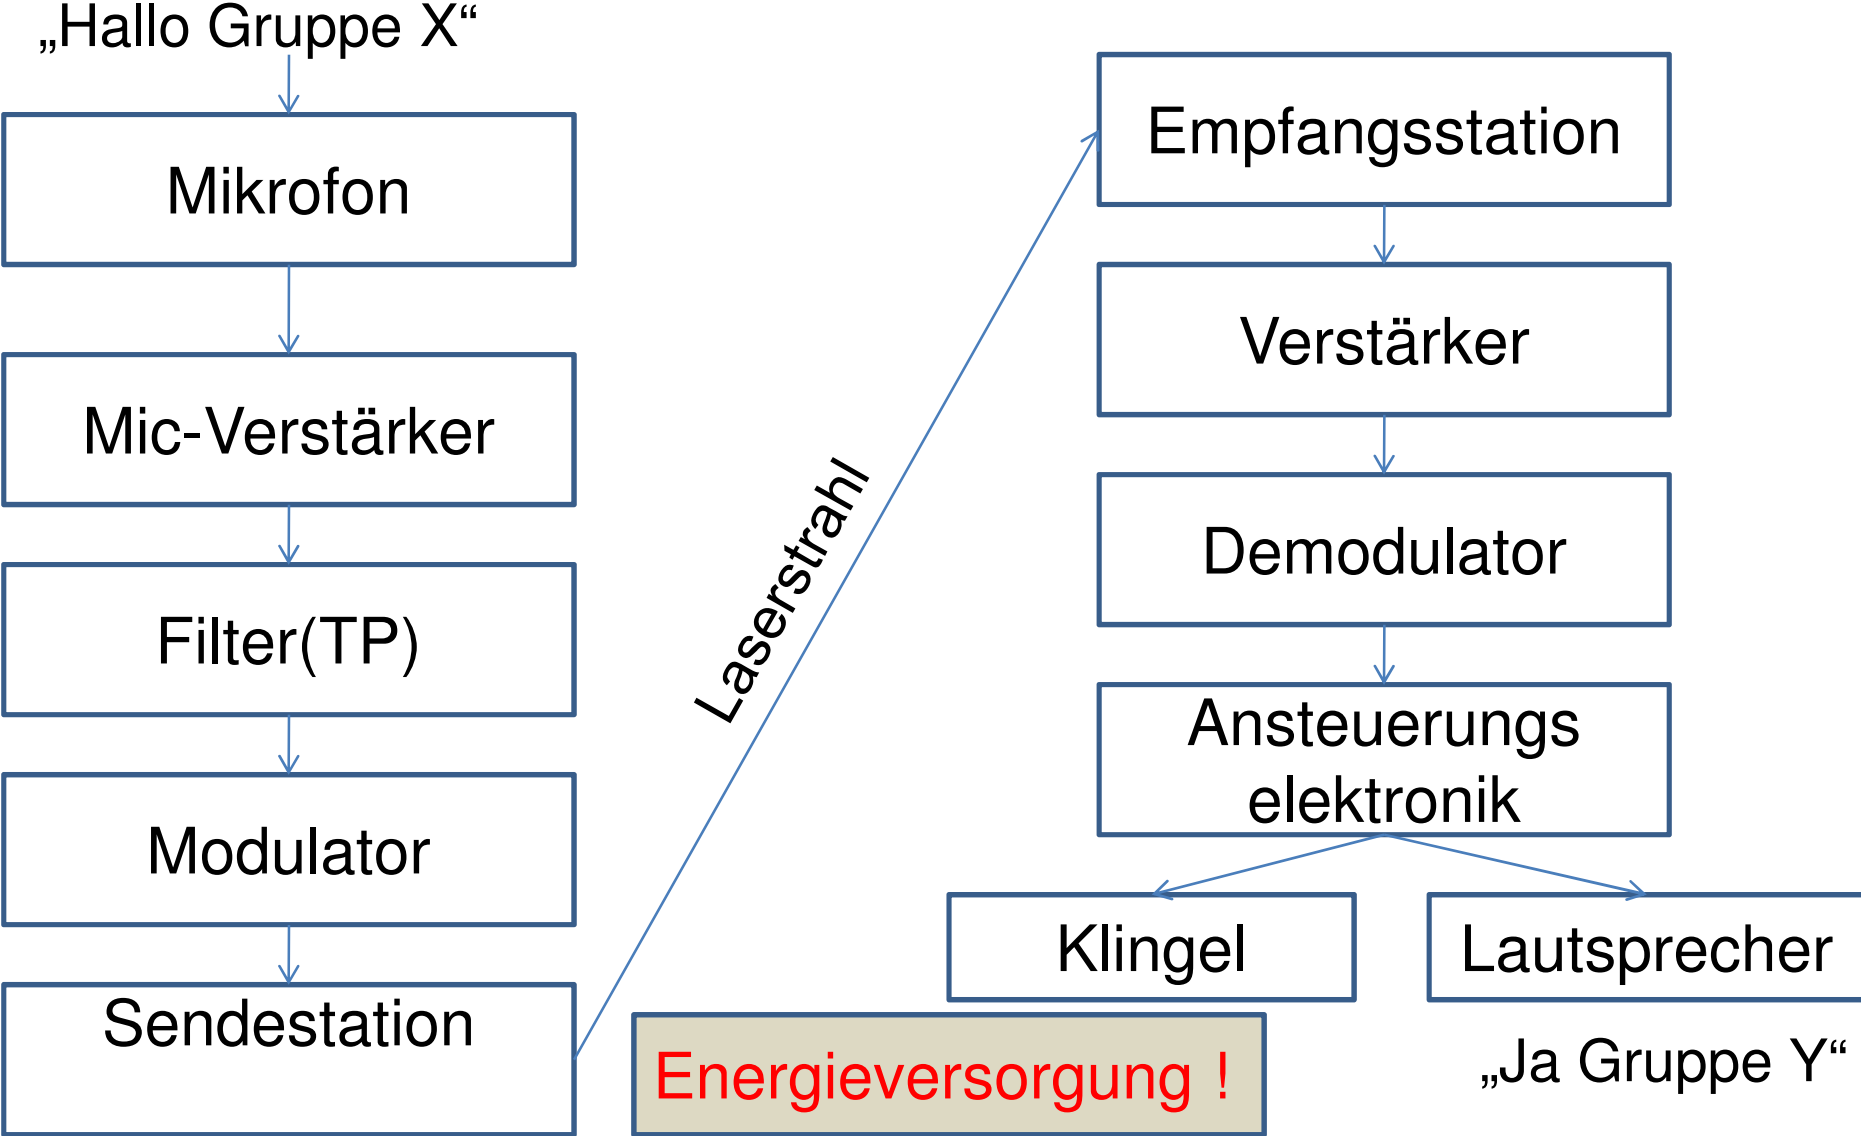 „Hallo Gruppe X“
Mikrofon
Mic-Verstärker
Filter(TP)
Modulator
Sendestation
Laserstrahl
Empfangsstation
Verstärker
Demodulator
Ansteuerungs
elektronik
Klingel
Lautsprecher
Energieversorgung !
„Ja Gruppe Y“